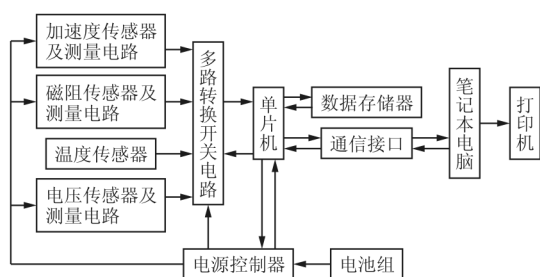 加速度传感器
及测量电路
磁阻传感器及
测量电路
温度传感器
电压传感器及
测量电路
多路转换开关电路
单片机
数据存储器
通信接口
笔记本电脑
打印机
电源控制器
电池组